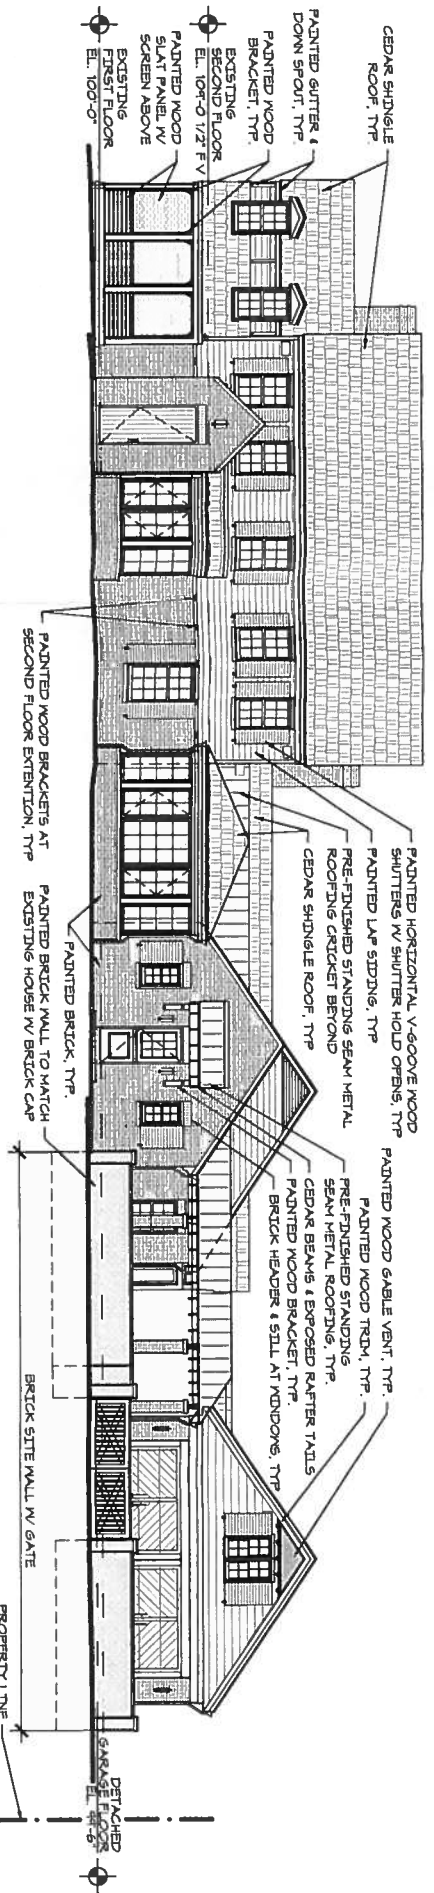 CEDAR SHINGLE
ROOF, TYP.
PAINTED GUTTER &
DOWN SPOUT, TYP.
PAINTED WOOD
BRACKET, TYP.
EXISTING
SECOND FLOOR
EL. 109'-0 1/2" F V
PAINTED WOOD
SLAT PANEL W/
SCREEN ABOVE
EXISTING
FIRST FLOOR
EL. 100'-0"
PAINTED HORIZONTAL V-GOOVE WOOD
SHUTTERS W/ SHUTTER HOLD OPENS, TYP
PAINTED LAP SIDING, TYP
PRE-FINISHED STANDING SEAM METAL
ROOFING CRICKET BEYOND
CEDAR SHINGLE ROOF, TYP
PAINTED WOOD GABLE VENT, TYP.
PAINTED WOOD TRIM, TYP.
PRE-FINISHED STANDING
SEAM METAL ROOFING, TYP.
CEDAR BEAMS & EXPOSED RAFTER TAILS
PAINTED WOOD BRACKET, TYP.
BRICK HEADER & SILL AT WINDOWS, TYP
PAINTED WOOD BRACKETS AT
SECOND FLOOR EXTENTION, TYP
PAINTED BRICK, TYP.
PAINTED BRICK WALL TO MATCH
EXISTING HOUSE W/ BRICK CAP
BRICK SITE WALL W/ GATE
PROPERTY LINE
DETACHED
GARAGE FLOOR
EL.